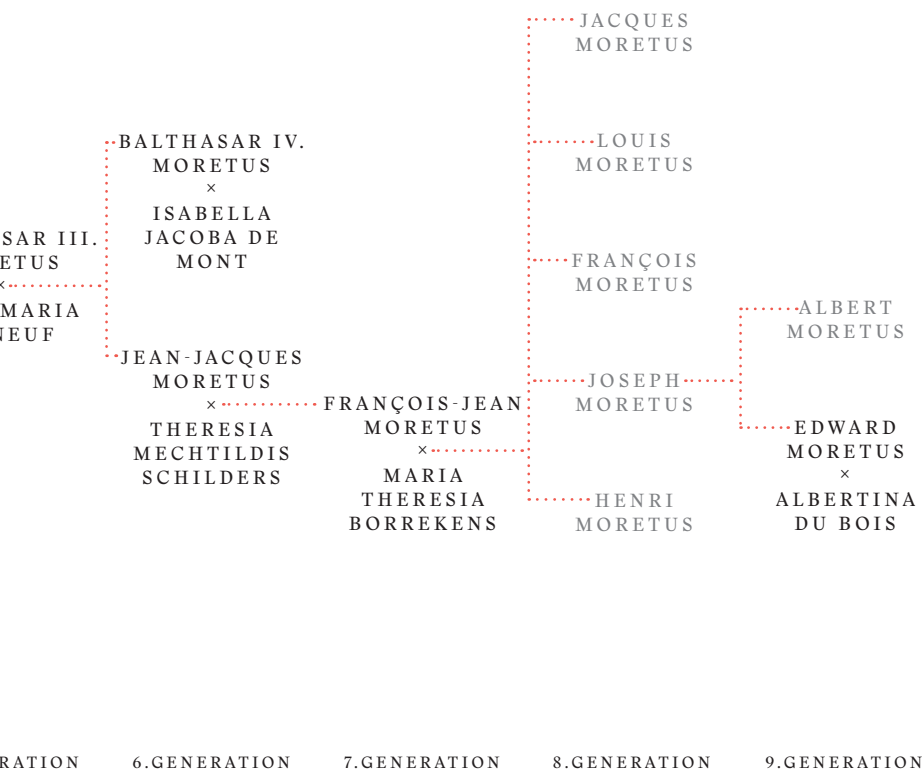 SAR III.
ETUS
×
MARIA
NEUF
BALTHASAR IV.
MORETUS
×
ISABELLA
JACOBA DE
MONT
JEAN-JACQUES
MORETUS
×
THERESIA
MECHTILDIS
SCHILDERS
FRANÇOIS-JEAN
MORETUS
×
MARIA
THERESIA
BORREKENS
JACQUES
MORETUS
LOUIS
MORETUS
FRANÇOIS
MORETUS
JOSEPH
MORETUS
HENRI
MORETUS
ALBERT
MORETUS
EDWARD
MORETUS
×
ALBERTINA
DU BOIS
RATION
6.GENERATION
7.GENERATION
8.GENERATION
9.GENERATION